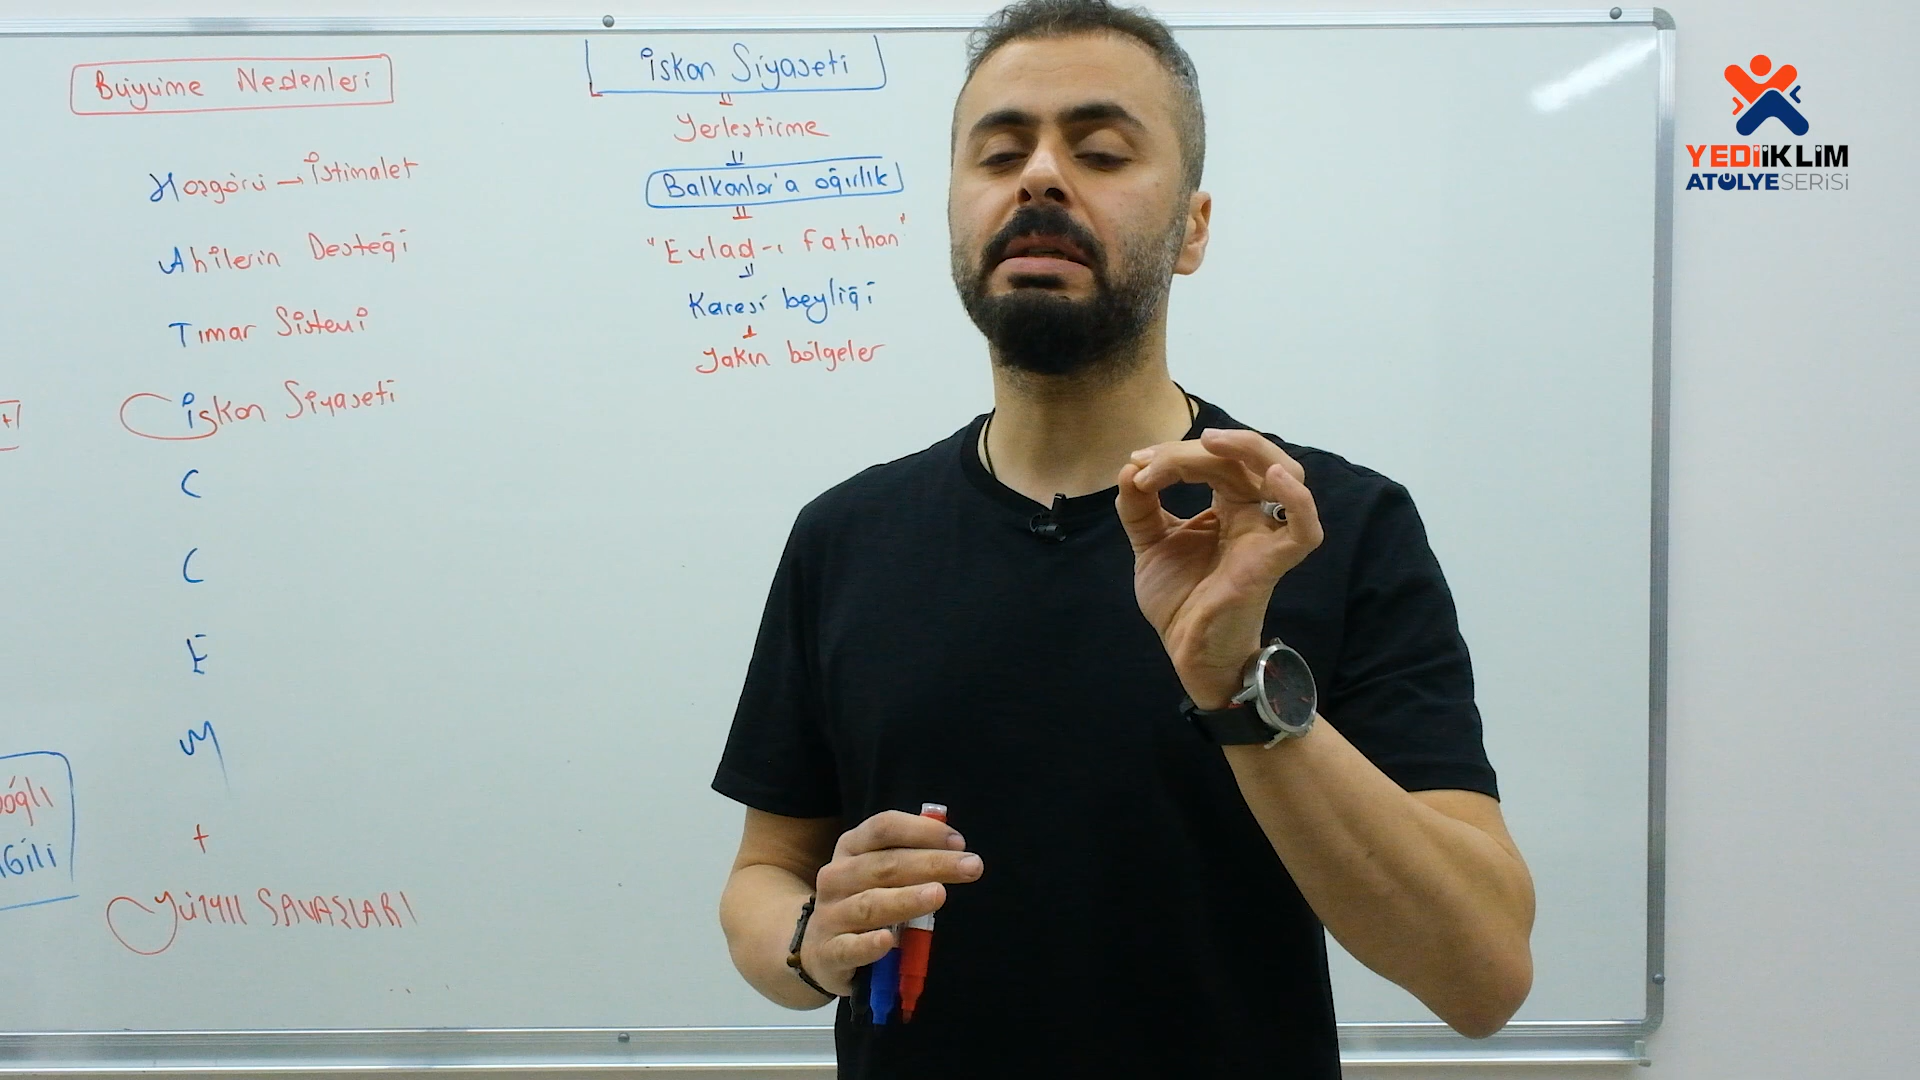 Büyüme Nedenleri
Hoşgörü → İstimalet
Ahilerin Desteği
Tımar Sistemi
İskan Siyaseti
C
C
E
M
+
YÜZYIL SAVAŞLARI
İskan Siyaseti
Yerleştirme
Balkanlar'a ağırlık
"Evlad-ı Fatihan"
Karesi beyliği
Yakın bölgeler
YEDİİKLİM
ATÖLYE SERİSİ